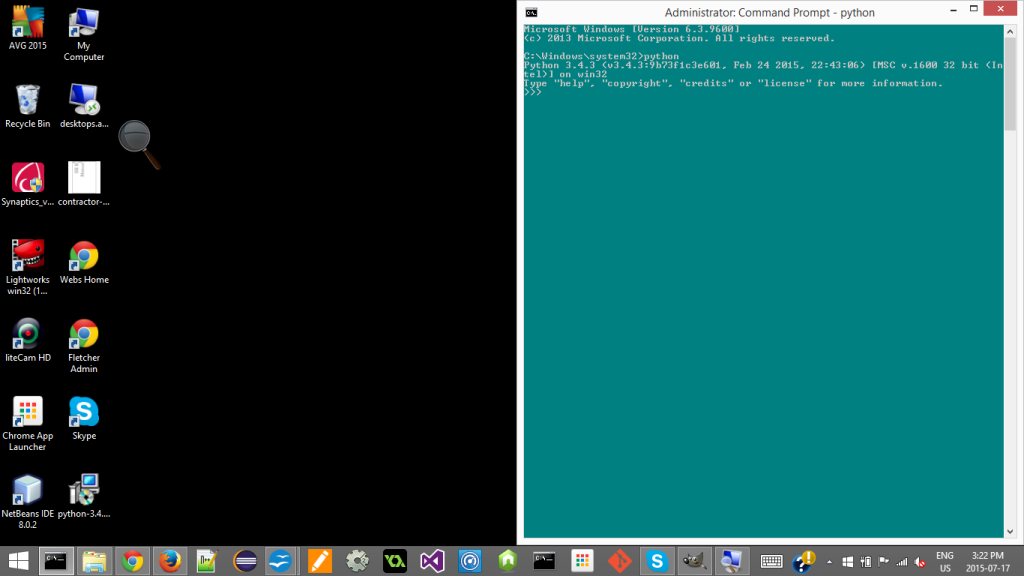 AVG 2015
My
Computer
Recycle Bin
desktops.a...
Synaptics_v...
contractor-...
Lightworks
win32 (1...
Webs Home
liteCam HD
Fletcher
Admin
Chrome App
Launcher
Skype
NetBeans IDE
8.0.2
python-3.4....
Administrator: Command Prompt - python
Microsoft Windows [Version 6.3.9600]
(c) 2013 Microsoft Corporation. All rights reserved.
C:\Windows\system32>python
Python 3.4.3 (v3.4.3:9b73f1c3e601, Feb 24 2015, 22:43:06) [MSC v.1600 32 bit (In
tel)] on win32
Type "help", "copyright", "credits" or "license" for more information.
>>>
ENG
US
3:22 PM
2015-07-17